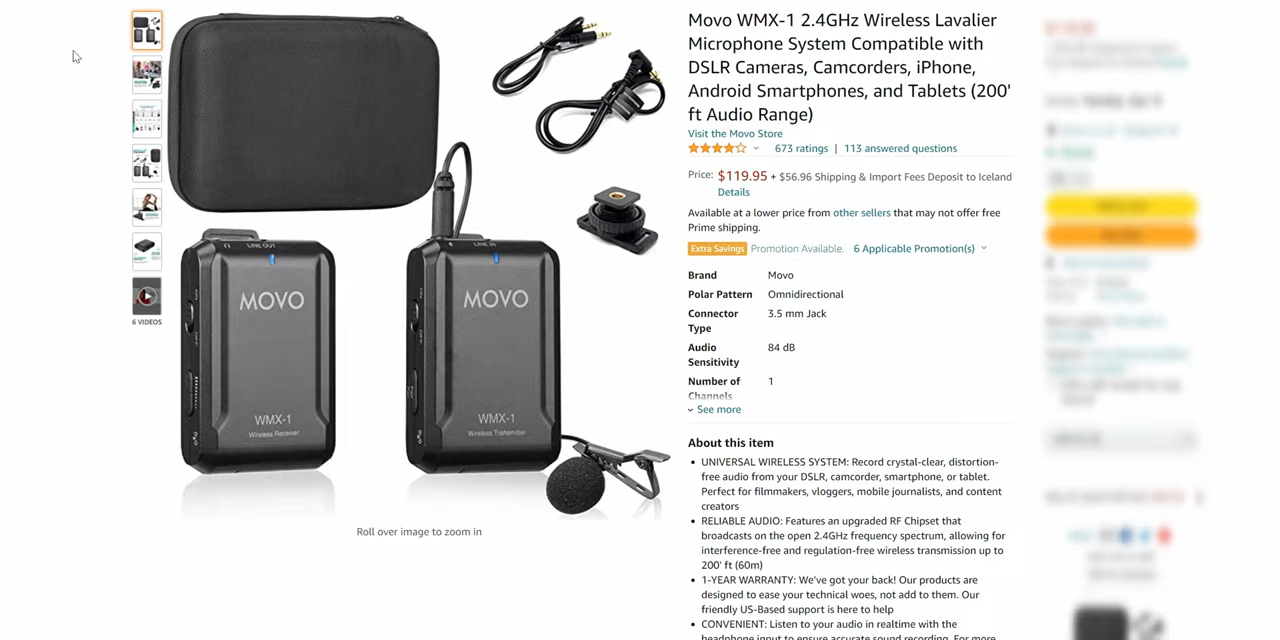 Movo WMX-1 2.4GHz Wireless Lavalier
Microphone System Compatible with
DSLR Cameras, Camcorders, iPhone,
Android Smartphones, and Tablets (200'
ft Audio Range)
Visit the Movo Store
673 ratings | 113 answered questions
Price: $119.95 + $56.96 Shipping & Import Fees Deposit to Iceland
Details
Available at a lower price from other sellers that may not offer free
Prime shipping.
Extra Savings Promotion Available. 6 Applicable Promotion(s)
Brand Movo
Polar Pattern Omnidirectional
Connector 3.5 mm Jack
Type
Audio 84 dB
Sensitivity
Number of 1
Channels
See more
About this item
UNIVERSAL WIRELESS SYSTEM: Record crystal-clear, distortion-
free audio from your DSLR, camcorder, smartphone, or tablet.
Perfect for filmmakers, vloggers, mobile journalists, and content
creators
RELIABLE AUDIO: Features an upgraded RF Chipset that
broadcasts on the open 2.4GHz frequency spectrum, allowing for
interference-free and regulation-free wireless transmission up to
200' ft (60m)
1-YEAR WARRANTY: We've got your back! Our products are
designed to ease your technical woes, not add to them. Our
friendly US-Based support is here to help
CONVENIENT: Listen to your audio in realtime with the
headphone input to ensure accurate sound recording. For more
LINE OUT
MOVO
WMX-1
Wireless Receiver
LINE IN
MOVO
WMX-1
Wireless Transmitter
6 VIDEOS
Roll over image to zoom in